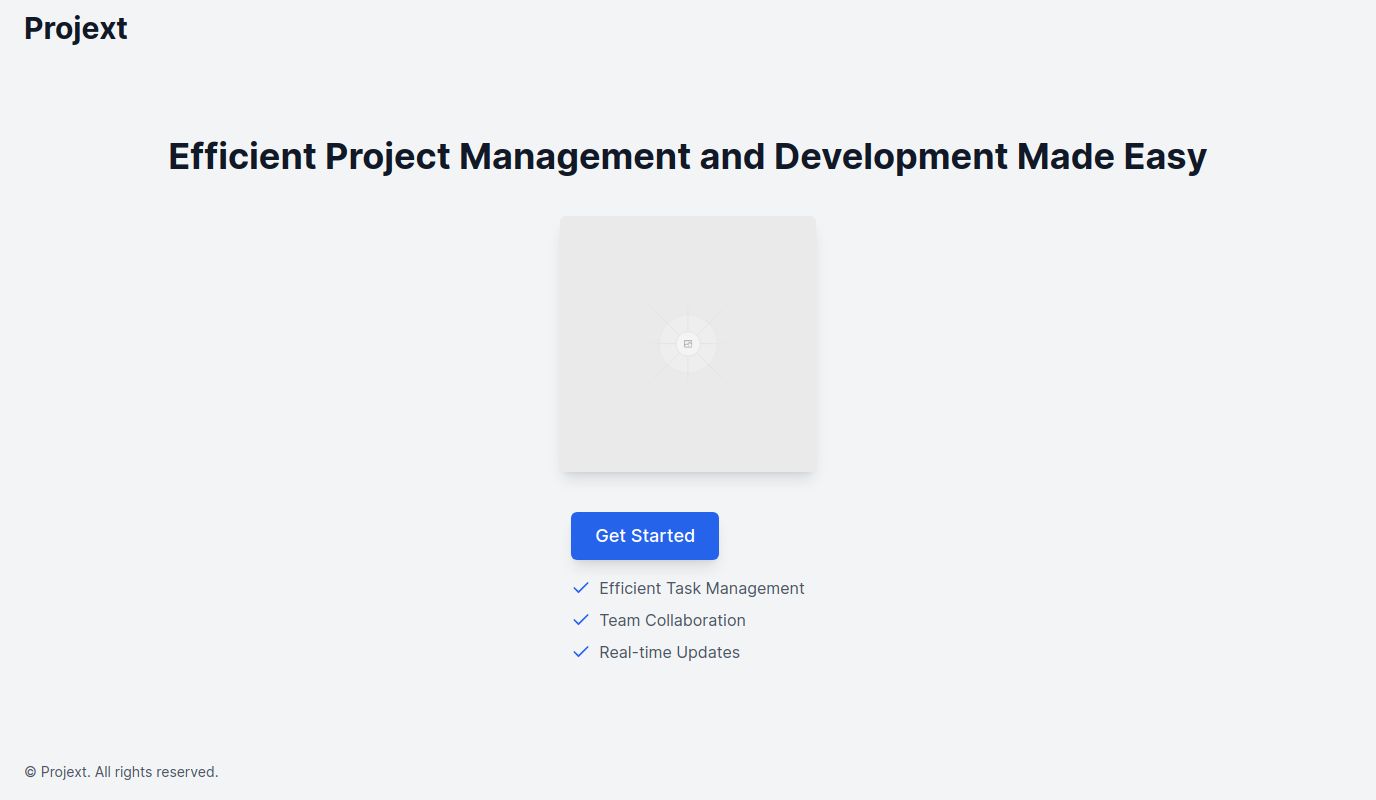 Projext
Efficient Project Management and Development Made Easy
Get Started
Efficient Task Management
Team Collaboration
Real-time Updates
© Projext. All rights reserved.